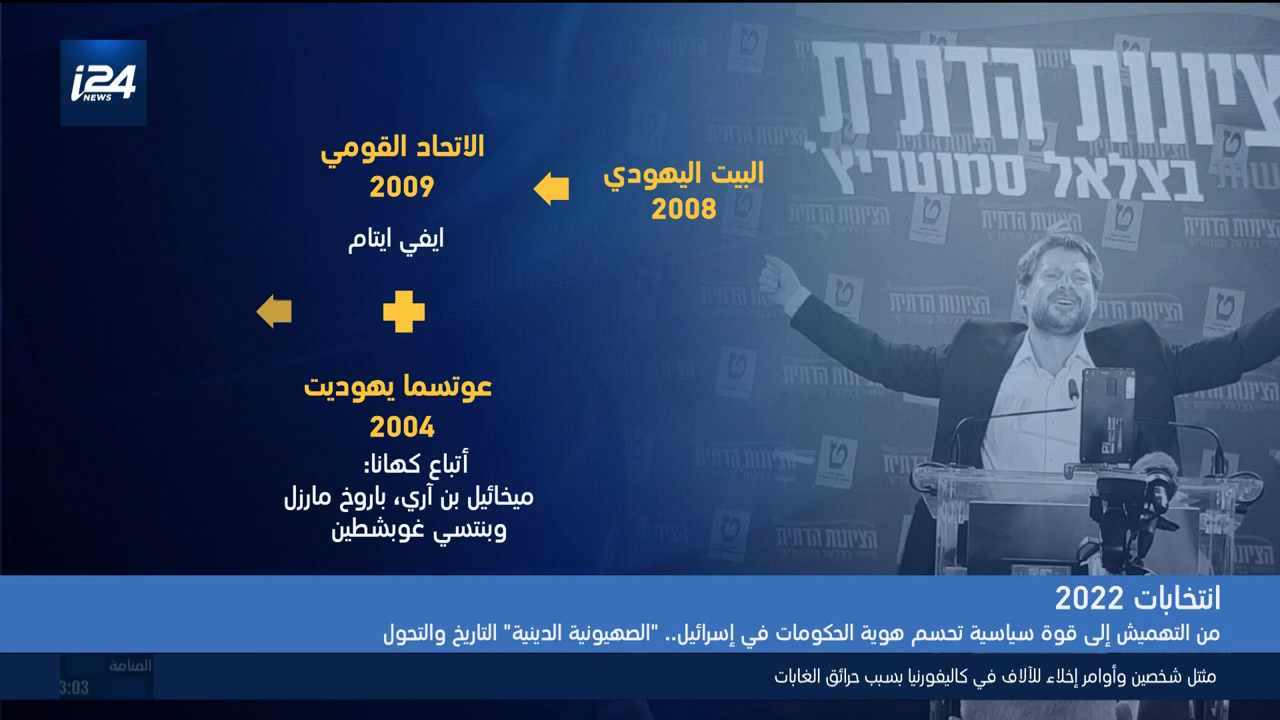 i24
NEWS
ציונות הדתית
בצלאל סמוטריץ'
البيت اليهودي
2008
الاتحاد القومي
2009
ايفي ايتام
عوتسما يهوديت
2004
أتباع كهانا:
ميخائيل بن آري، باروخ مارزل
وبنتسي غوبشطين
انتخابات 2022
من التهميش إلى قوة سياسية تحسم هوية الحكومات في إسرائيل.. "الصهيونية الدينية" التاريخ والتحول
مثتل شخصين وأوامر إخلاء للآلاف في كاليفورنيا بسبب حرائق الغابات
المنامة
3:03